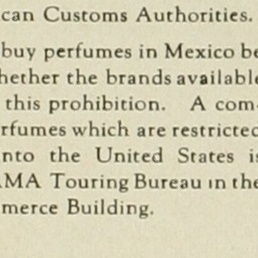 can Customs Authorities.
buy perfumes in Mexico be
hether the brands available
this prohibition. A com-
rfumes which are restricted
nto the United States is
AMA Touring Bureau in the
merce Building.